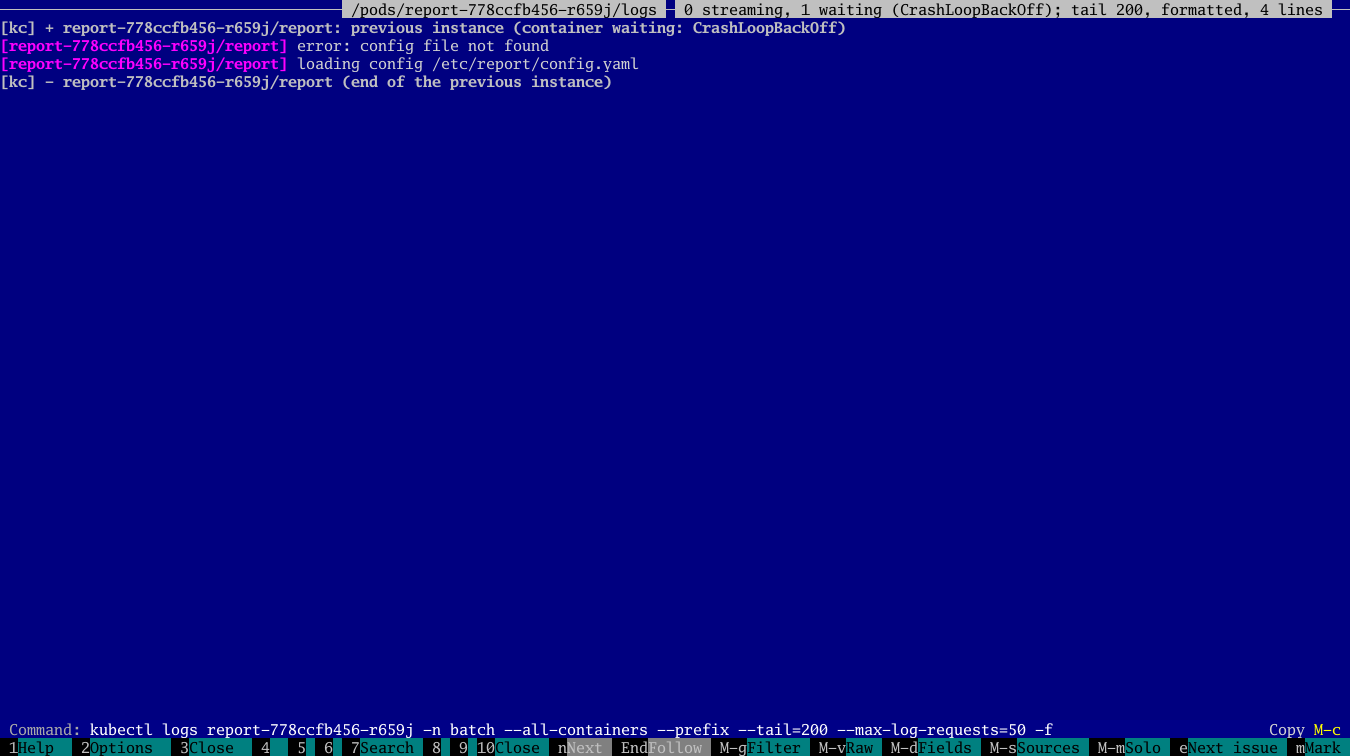 /pods/report-778ccfb456-r659j/logs 0 streaming, 1 waiting (CrashLoopBackOff); tail 200, formatted, 4 lines
[kc] + report-778ccfb456-r659j/report: previous instance (container waiting: CrashLoopBackOff)
[report-778ccfb456-r659j/report] error: config file not found
[report-778ccfb456-r659j/report] loading config /etc/report/config.yaml
[kc] - report-778ccfb456-r659j/report (end of the previous instance)
Command: kubectl logs report-778ccfb456-r659j -n batch --all-containers --prefix --tail=200 --max-log-requests=50 -f Copy M-c
1Help 2Options 3Close 4 5 6 7Search 8 9 10Close nNext EndFollow M-gFilter M-vRaw M-dFields M-sSources M-mSolo eNext issue mMark